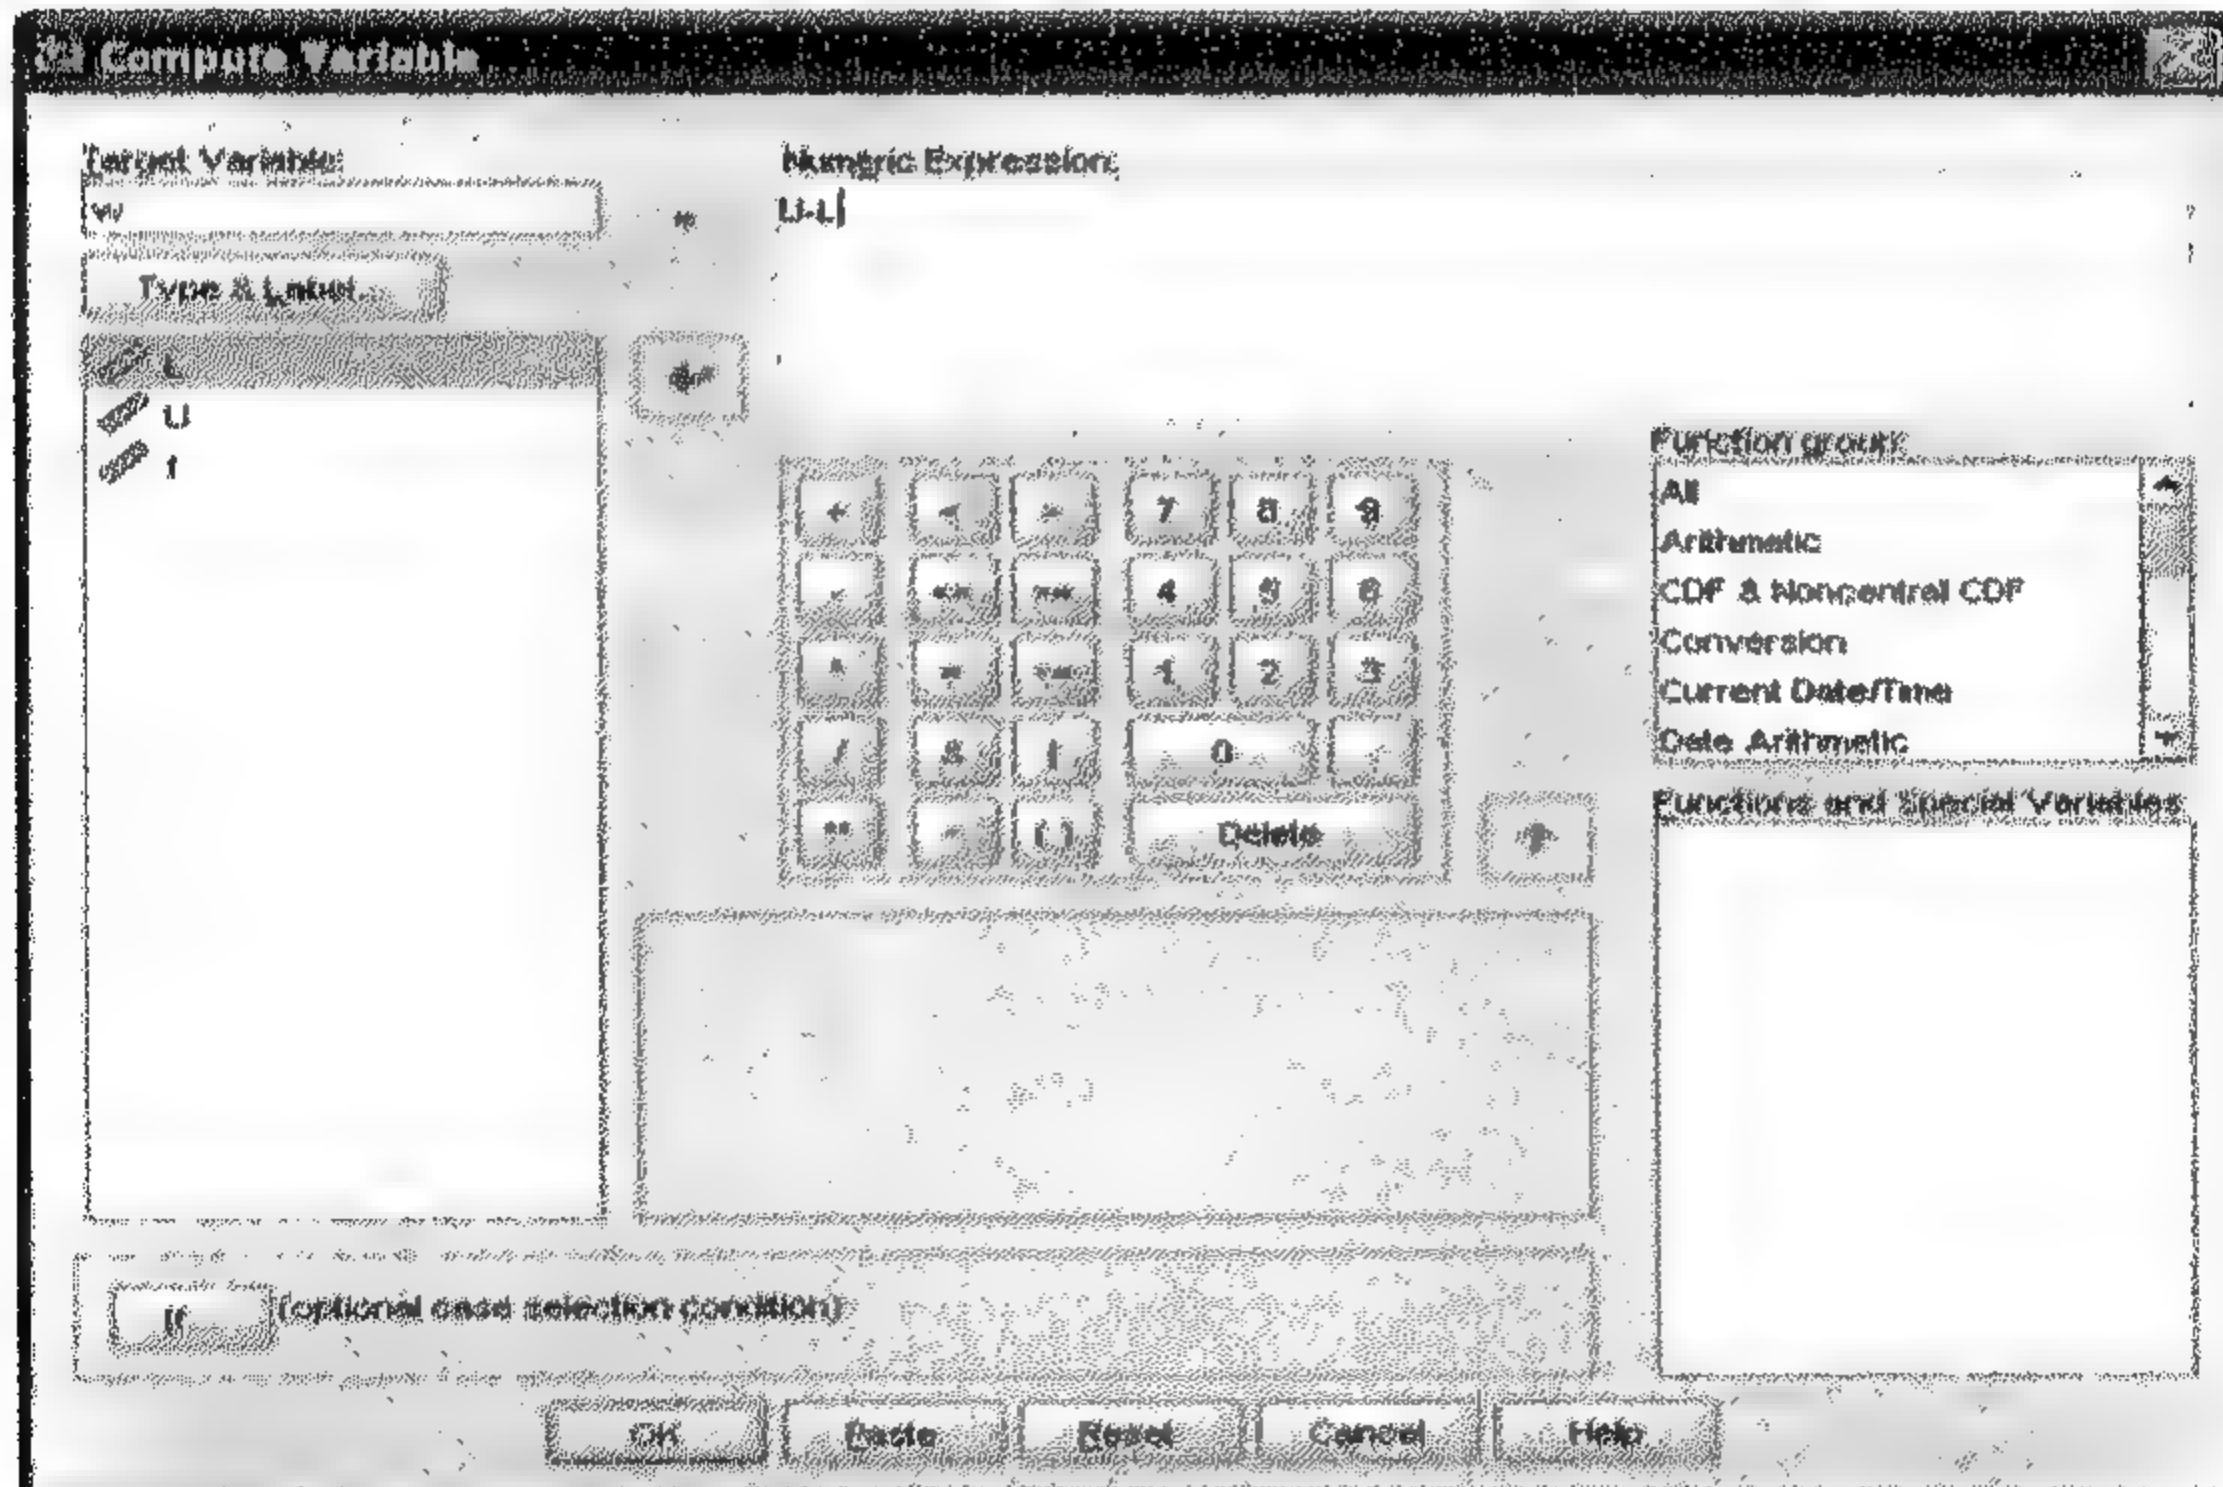 Compute Variable
Target Variable:
w
=
Numeric Expression:
U-L
Type & Label...
L
U
f
+ < > 7 8 9
- <= >= 4 5 6
* = ~= 1 2 3
/ & | 0 .
** ~ ( ) Delete
Function group:
All
Arithmetic
CDF & Noncentral CDF
Conversion
Current Date/Time
Date Arithmetic
Functions and Special Variables
If (optional case selection condition)
OK Paste Reset Cancel Help